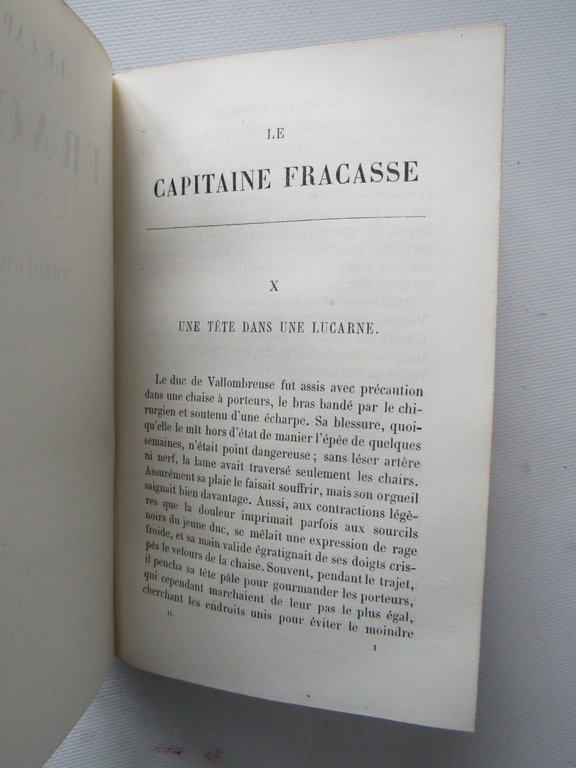 LE CAP
FRAC
THÉOPH
TOM
LE
CAPITAINE FRACASSE
X
UNE TÊTE DANS UNE LUCARNE.
Le duc de Vallombreuse fut assis avec précaution
dans une chaise à porteurs, le bras bandé par le chi-
rurgien et soutenu d'une écharpe. Sa blessure, quoi-
qu'elle le mît hors d'état de manier l'épée de quelques
semaines, n'était point dangereuse; sans léser artère
ni nerf, la lame avait traversé seulement les chairs.
Assurément sa plaie le faisait souffrir, mais son orgueil
saignait bien davantage. Aussi, aux contractions légè-
res que la douleur imprimait parfois aux sourcils
noirs du jeune duc, se mêlait une expression de rage
froide, et sa main valide égratignait de ses doigts cris-
pés le velours de la chaise. Souvent, pendant le trajet,
il pencha sa tête pâle pour gourmander les porteurs,
qui cependant marchaient de leur pas le plus égal,
cherchant les endroits unis pour éviter le moindre
II. 1